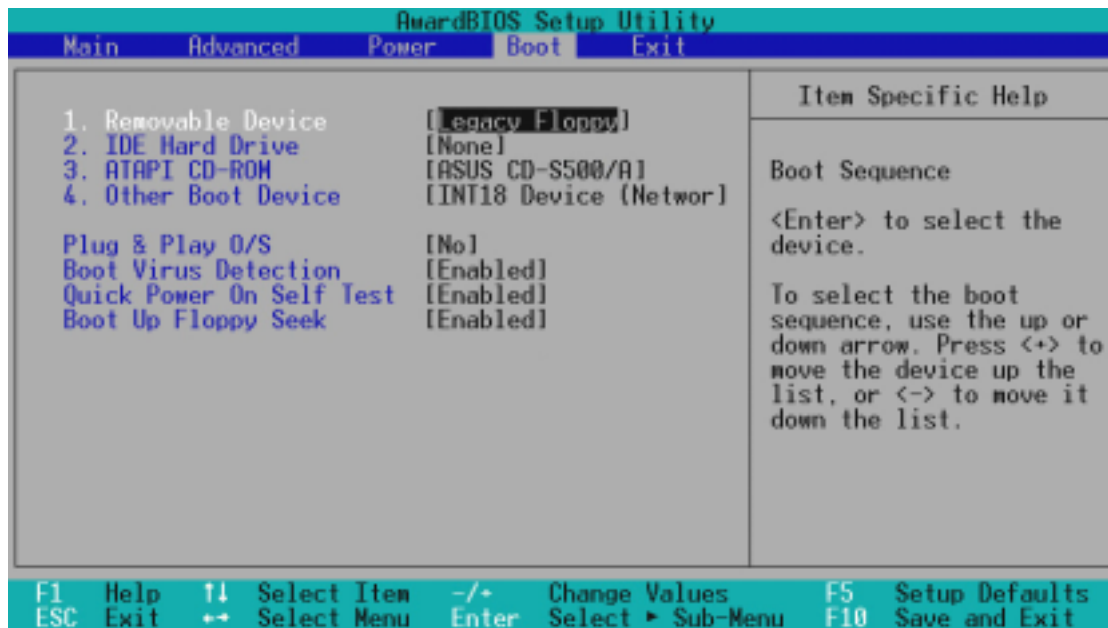 AwardBIOS Setup Utility
Main Advanced Power Boot Exit
1. Removable Device [Legacy Floppy]
2. IDE Hard Drive [None]
3. ATAPI CD-ROM [ASUS CD-S500/A]
4. Other Boot Device [INT18 Device (Networ]
Plug & Play O/S [No]
Boot Virus Detection [Enabled]
Quick Power On Self Test [Enabled]
Boot Up Floppy Seek [Enabled]
Item Specific Help
Boot Sequence
<Enter> to select the
device.
To select the boot
sequence, use the up or
down arrow. Press <+> to
move the device up the
list, or <-> to move it
down the list.
F1 Help ↑↓ Select Item -/+ Change Values F5 Setup Defaults
ESC Exit ←→ Select Menu Enter Select ► Sub-Menu F10 Save and Exit